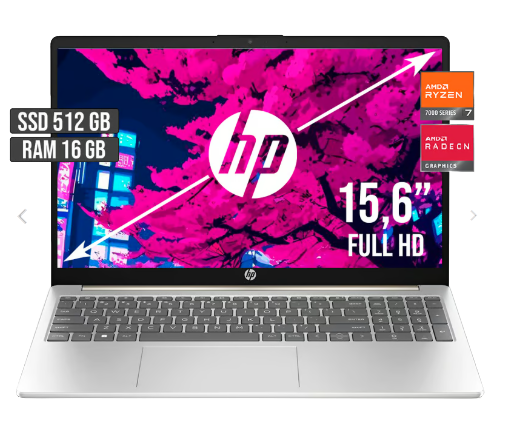 SSD 512 GB
RAM 16 GB
hp
15,6”
FULL HD
AMD
RYZEN
7000 SERIES 7
AMD
RADEON
GRAPHICS
hp